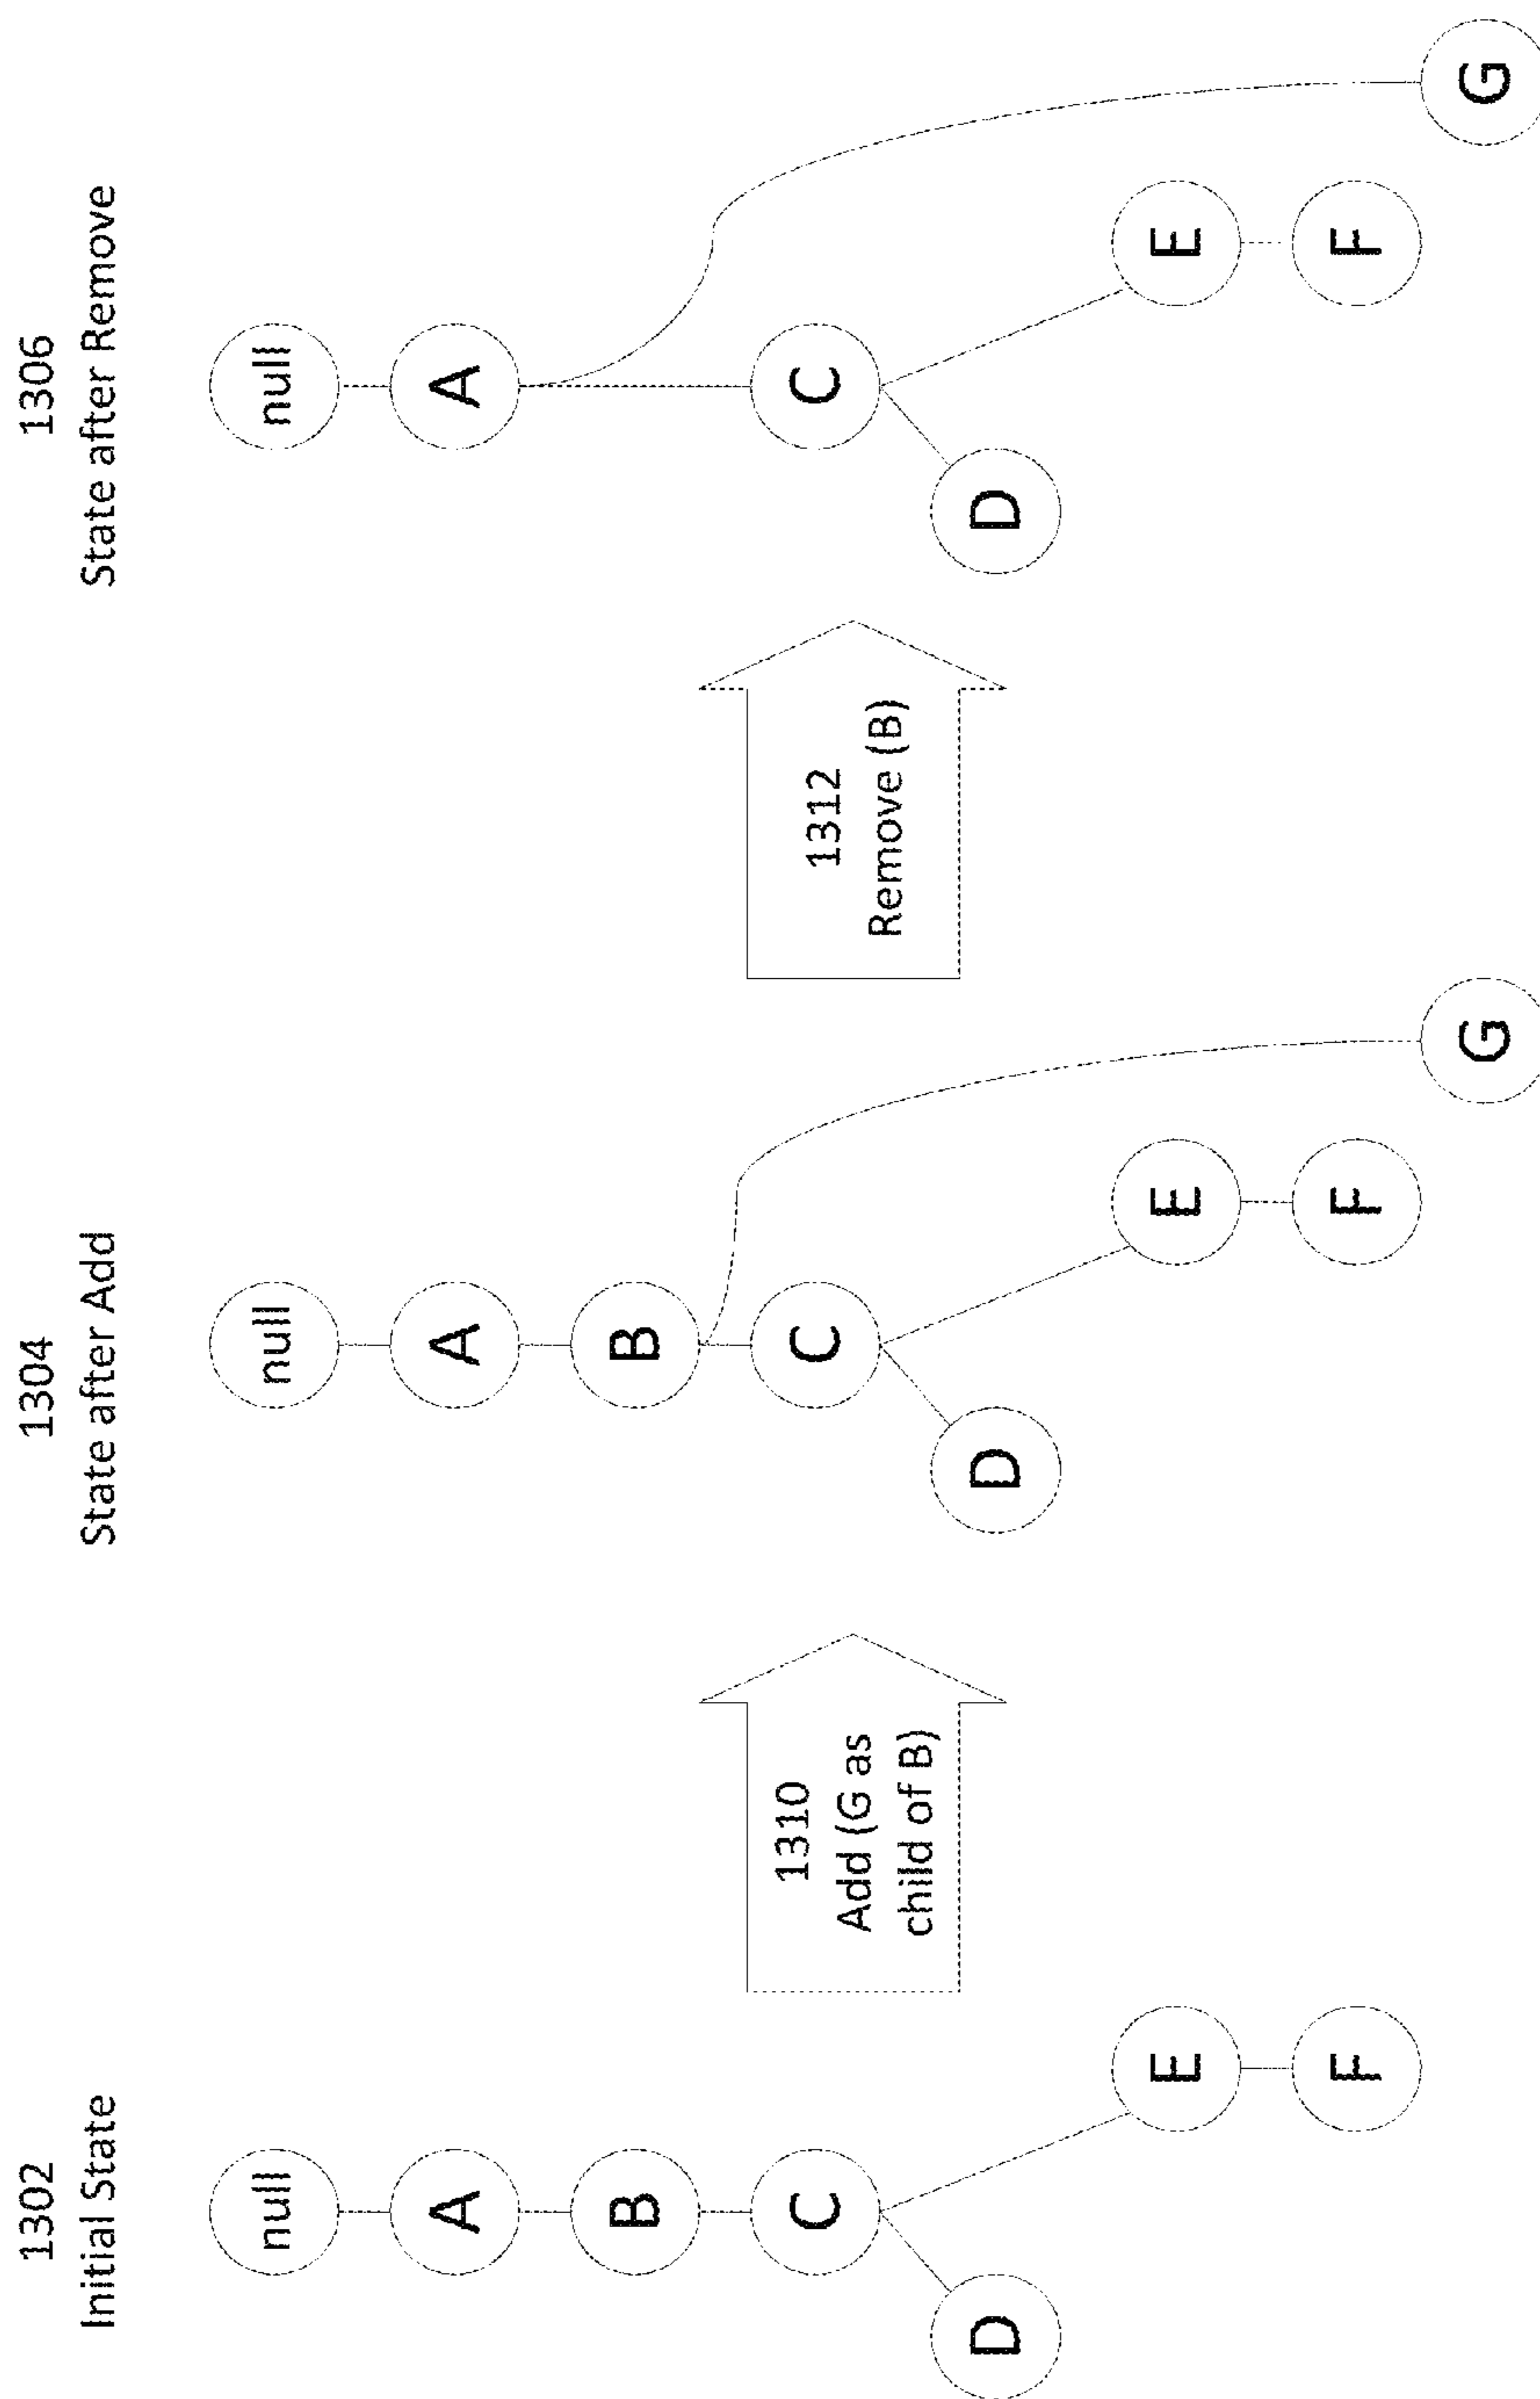 1302
Initial State
null
A
B
C
D
E
F
1310
Add (G as
child of B)
1304
State after Add
null
A
B
C
D
E
F
G
1312
Remove (B)
1306
State after Remove
null
A
C
D
E
F
G